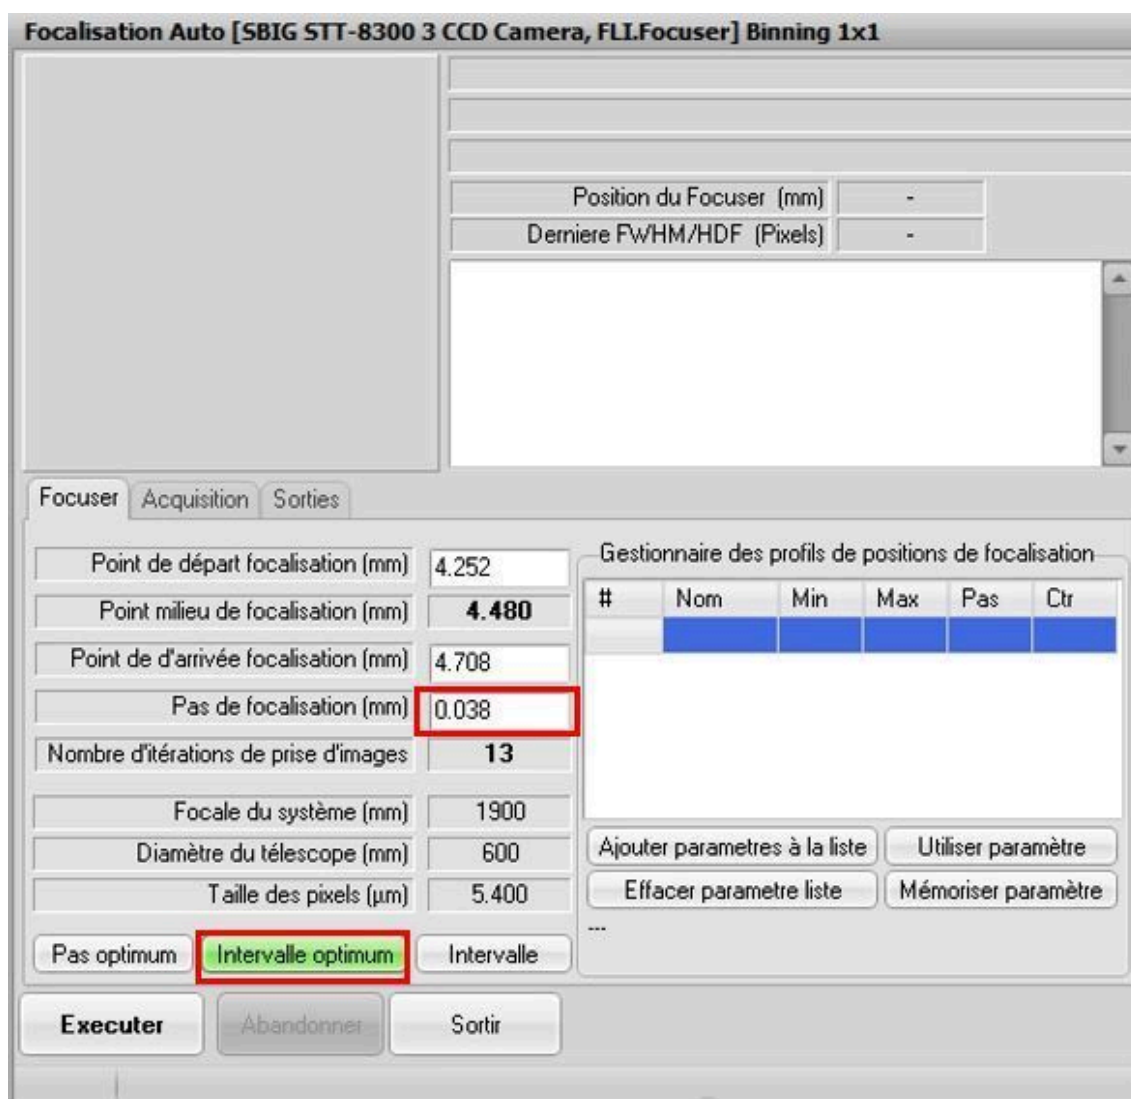 Focalisation Auto [SBIG STT-8300 3 CCD Camera, FLI.Focuser] Binning 1x1
Position du Focuser (mm) -
Derniere FWHM/HDF (Pixels) -
Focuser Acquisition Sorties
Point de départ focalisation (mm) 4.252
Point milieu de focalisation (mm) 4.480
Point de d'arrivée focalisation (mm) 4.708
Pas de focalisation (mm) 0.038
Nombre d'itérations de prise d'images 13
Focale du système (mm) 1900
Diamètre du télescope (mm) 600
Taille des pixels (µm) 5.400
Pas optimum Intervalle optimum Intervalle
Gestionnaire des profils de positions de focalisation
# Nom Min Max Pas Ctr
Ajouter parametres à la liste Utiliser paramètre
Effacer parametre liste Mémoriser paramètre
---
Executer Abandonner Sortir